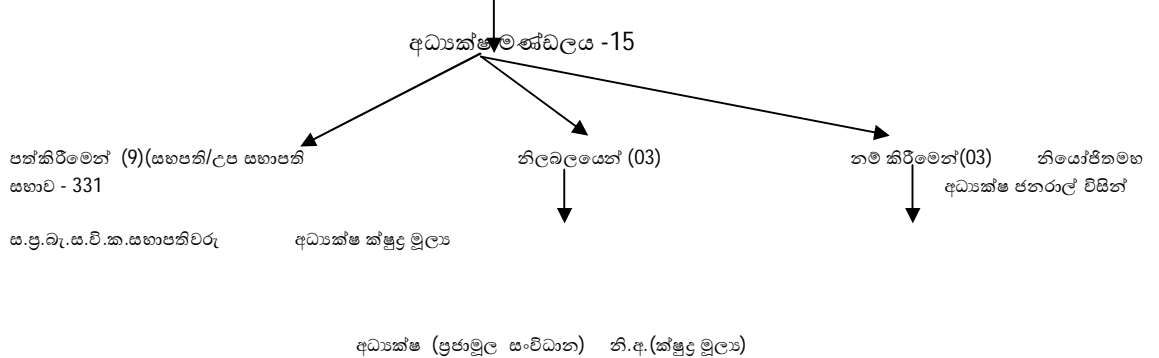 අධ්‍යක්ෂ මණ්ඩලය -15
පත්කිරීමෙන් (9)(සභපති/උප සභාපති නිලබලයෙන් (03) නම් කිරීමෙන්(03) නියෝජිතමහ
සභාව - 331 අධ්‍යක්ෂ ජනරාල් විසින්
ස.ප්‍ර.බැ.ස.වි.ක.සභාපතිවරු අධ්‍යක්ෂ ක්ෂුද්‍ර මූල්‍ය
අධ්‍යක්ෂ (ප්‍රජාමූල සංවිධාන) නි.අ.(ක්ෂුද්‍ර මූල්‍ය)